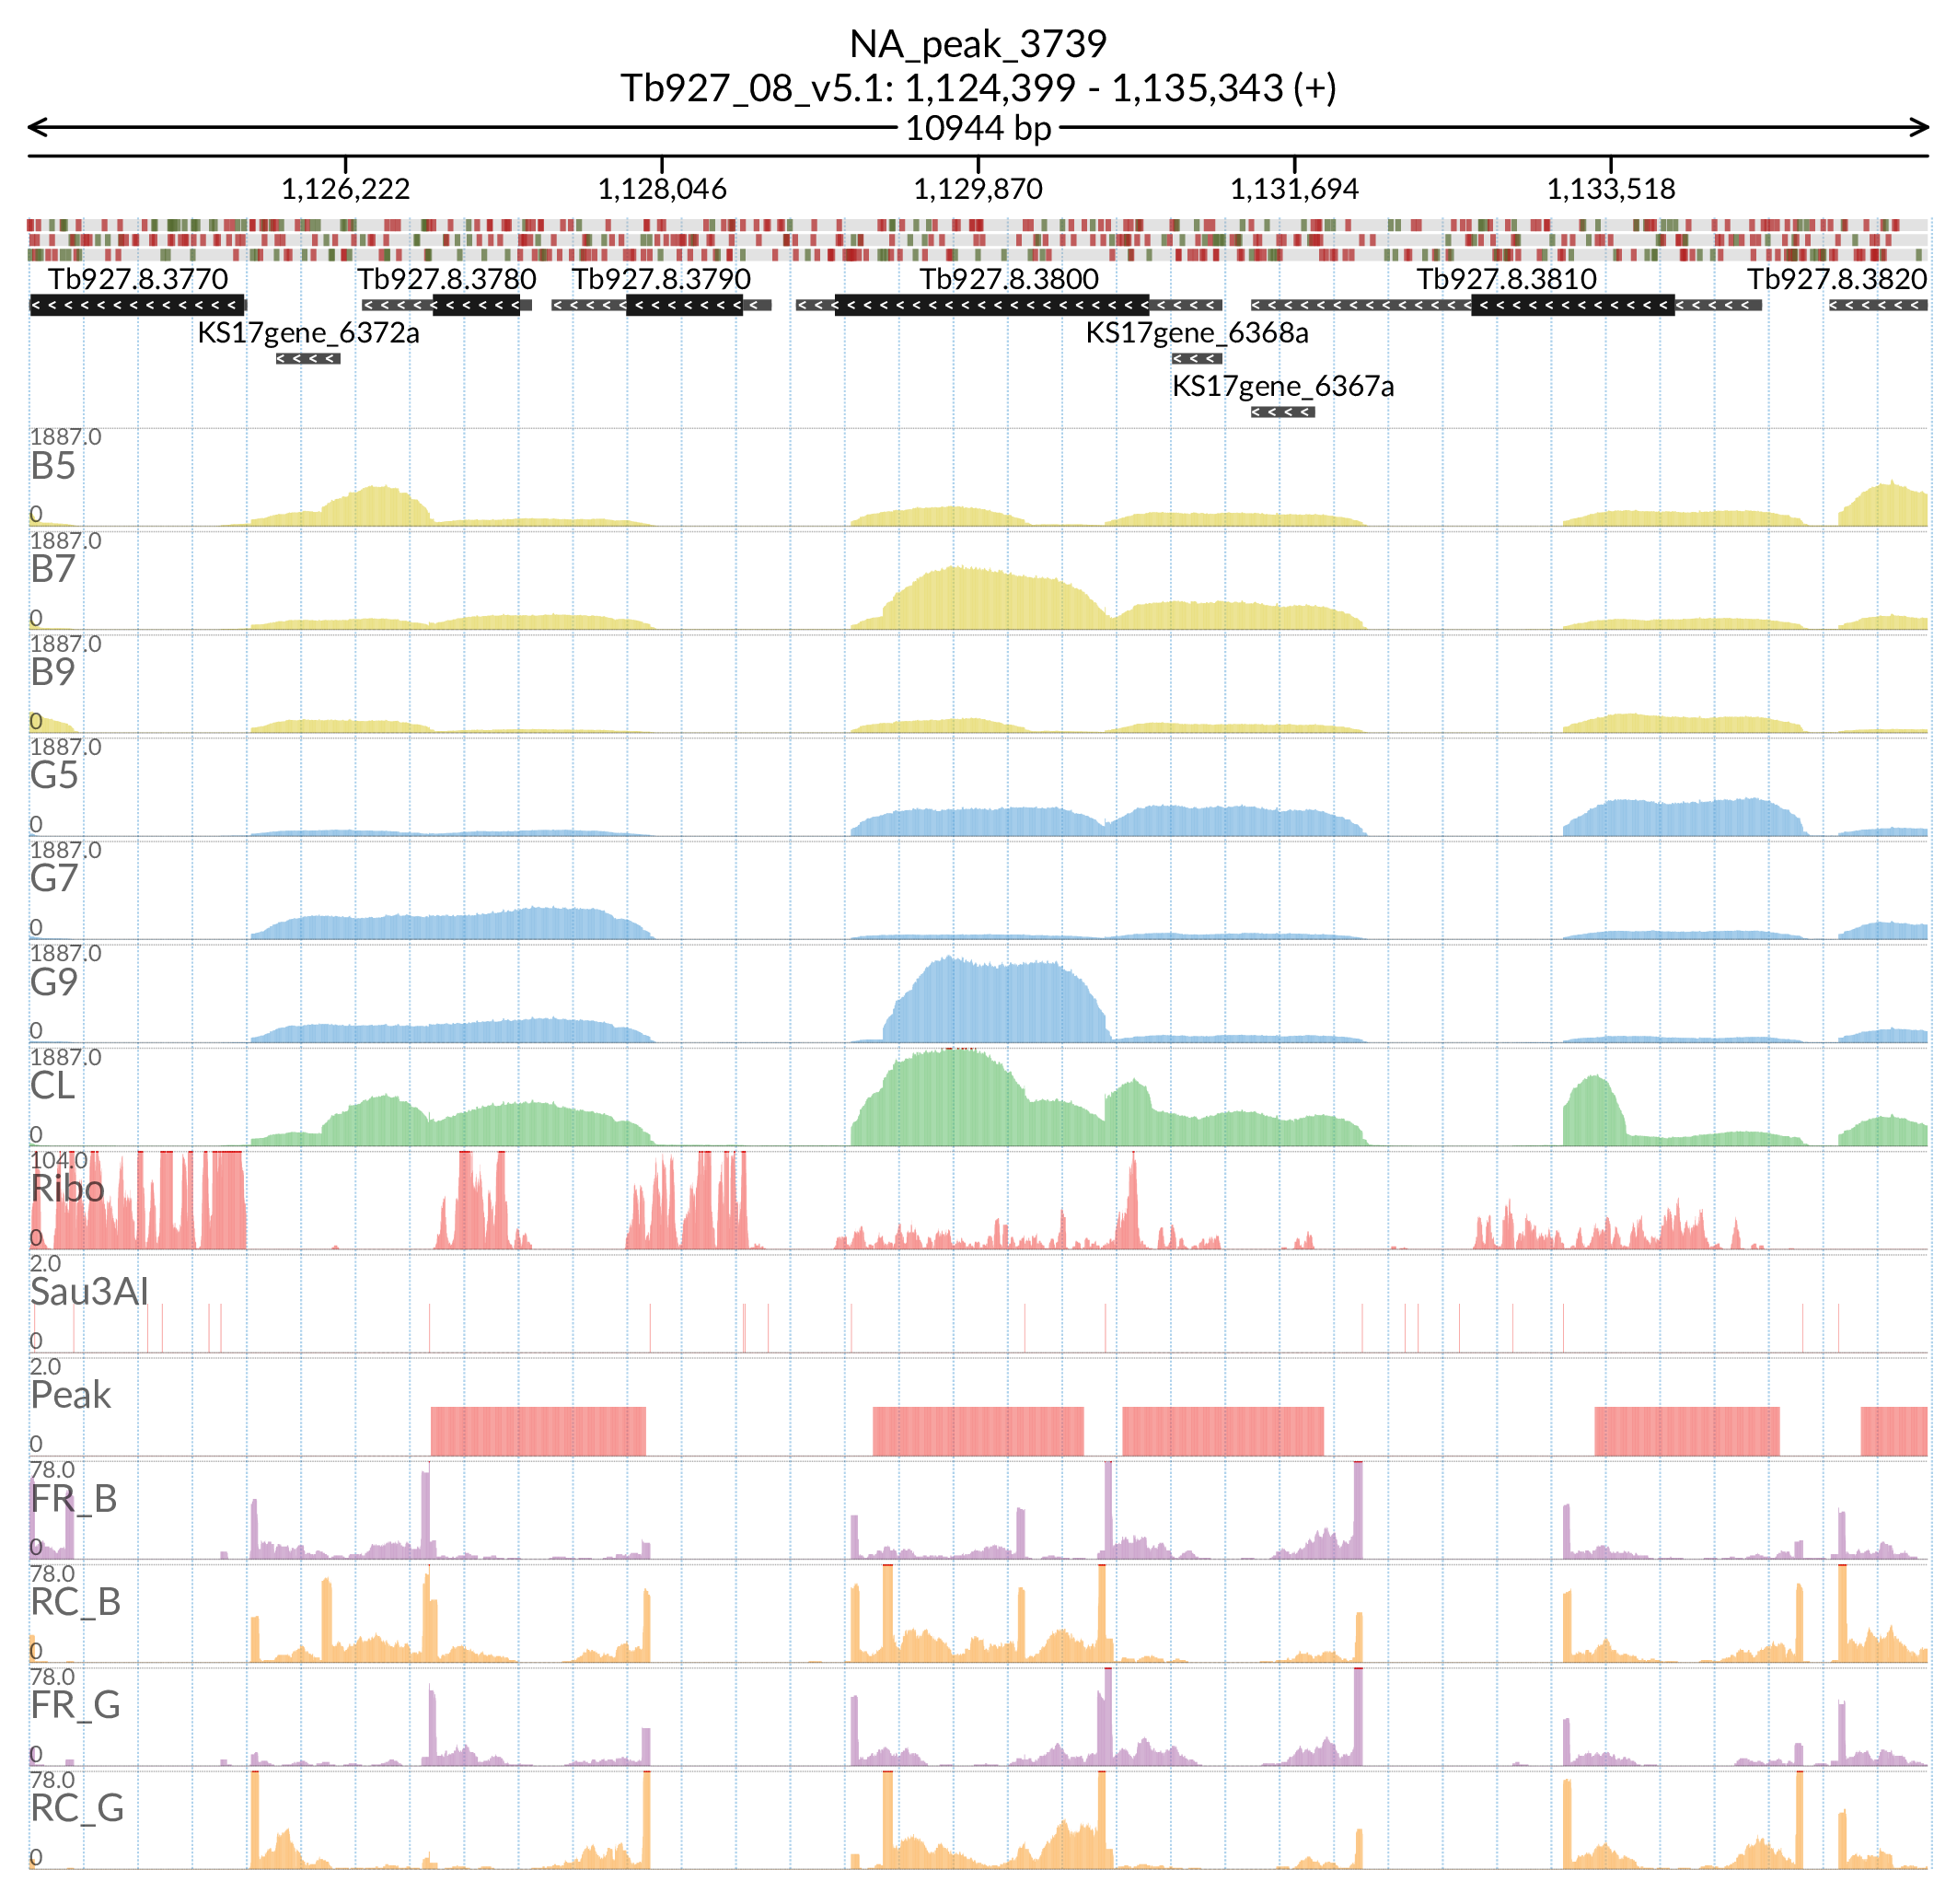 NA_peak_3739
Tb927_08_v5.1: 1,124,399 - 1,135,343 (+)
10944 bp
1,126,222 1,128,046 1,129,870 1,131,694 1,133,518
Tb927.8.3770 Tb927.8.3780 Tb927.8.3790 Tb927.8.3800 Tb927.8.3810 Tb927.8.3820
KS17gene_6372a KS17gene_6368a
KS17gene_6367a
1887.0
B5
0
1887.0
B7
0
1887.0
B9
0
1887.0
G5
0
1887.0
G7
0
1887.0
G9
0
1887.0
CL
0
104.0
Ribo
0
2.0
Sau3AI
0
2.0
Peak
0
78.0
FR_B
0
78.0
RC_B
0
78.0
FR_G
0
78.0
RC_G
0